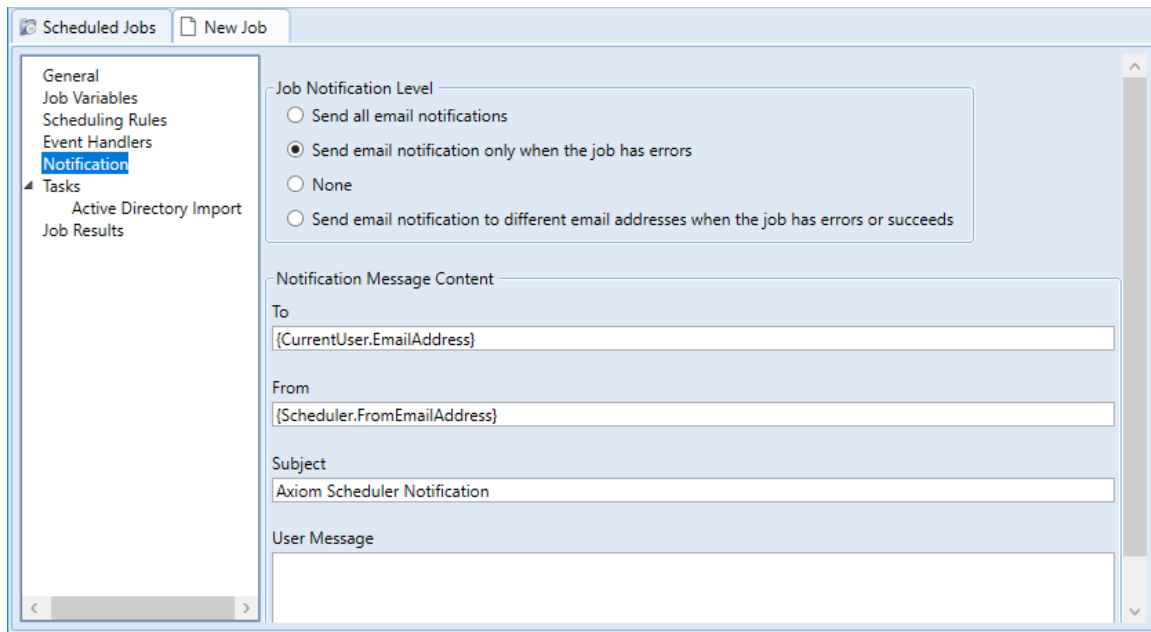 Scheduled Jobs
New Job
General
Job Variables
Scheduling Rules
Event Handlers
Notification
Tasks
Active Directory Import
Job Results
Job Notification Level
Send all email notifications
Send email notification only when the job has errors
None
Send email notification to different email addresses when the job has errors or succeeds
Notification Message Content
To
{CurrentUser.EmailAddress}
From
{Scheduler.FromEmailAddress}
Subject
Axiom Scheduler Notification
User Message